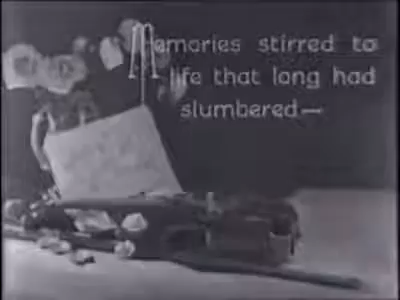 Memories stirred to
life that long had
slumbered—